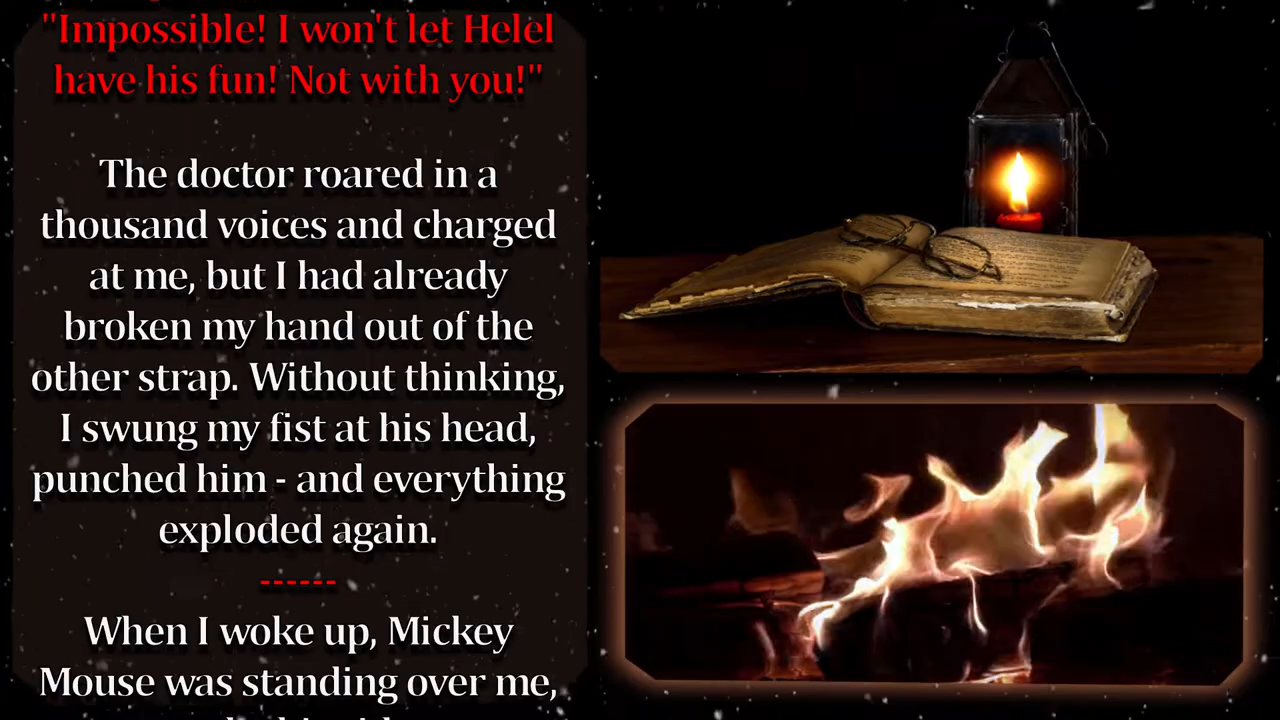 "Impossible! I won't let Helel
have his fun! Not with you!"
The doctor roared in a
thousand voices and charged
at me, but I had already
broken my hand out of the
other strap. Without thinking,
I swung my fist at his head,
punched him - and everything
exploded again.
------
When I woke up, Mickey
Mouse was standing over me,